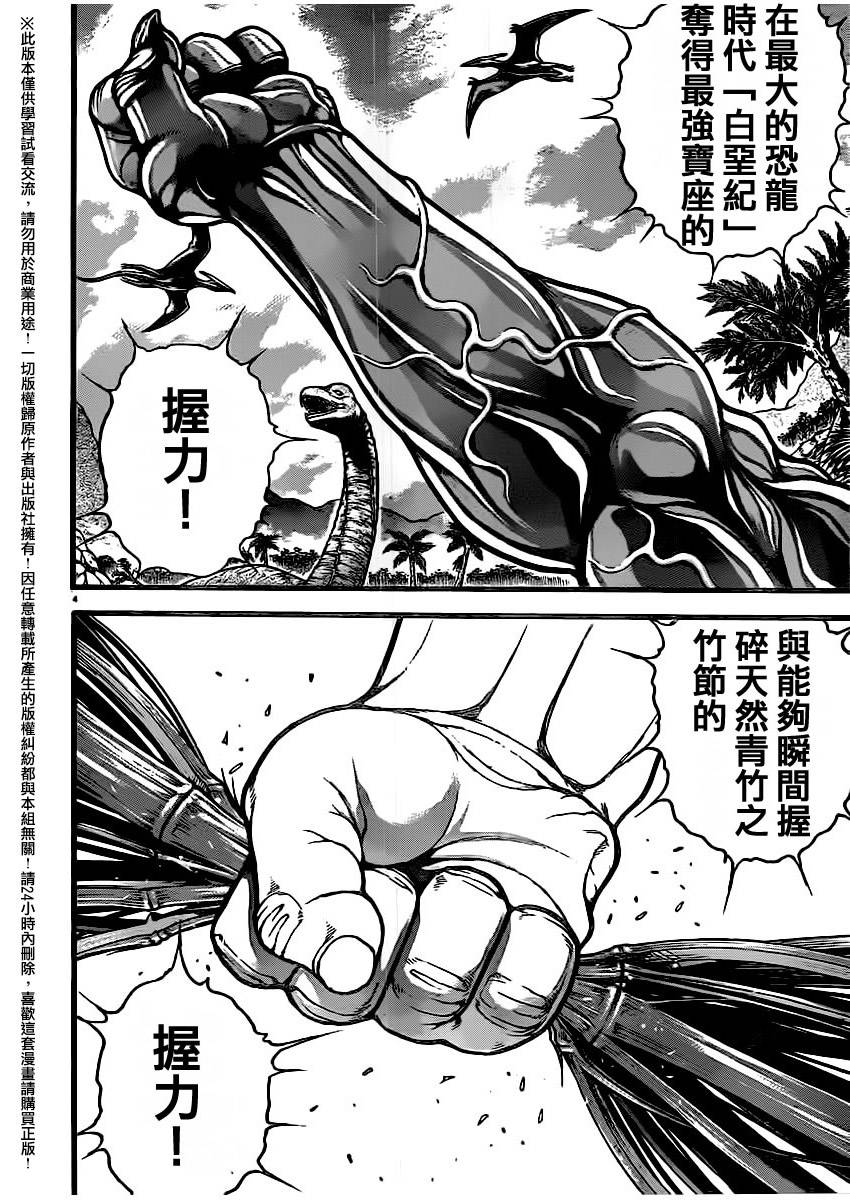 在最大的恐龍
時代「白堊紀」
奪得最強寶座的
握力！
4
與能夠瞬間握
碎天然青竹之
竹節的
握力！
※此版本僅供學習試看交流，請勿用於商業用途！一切版權歸原作者與出版社擁有！因任意轉載所產生的版權糾紛都與本組無關！請24小時內刪除，喜歡這套漫畫請購買正版！